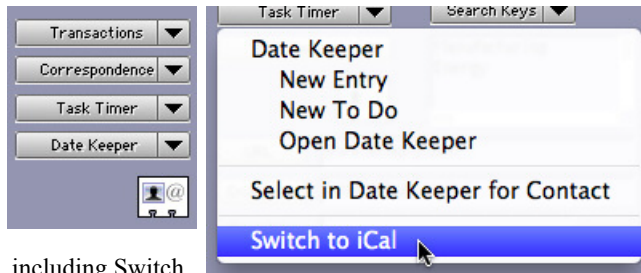 Transactions
Correspondence
Task Timer
Date Keeper
@
including Switch
Task Timer
Search Keys
Date Keeper
New Entry
New To Do
Open Date Keeper
Select in Date Keeper for Contact
Switch to iCal